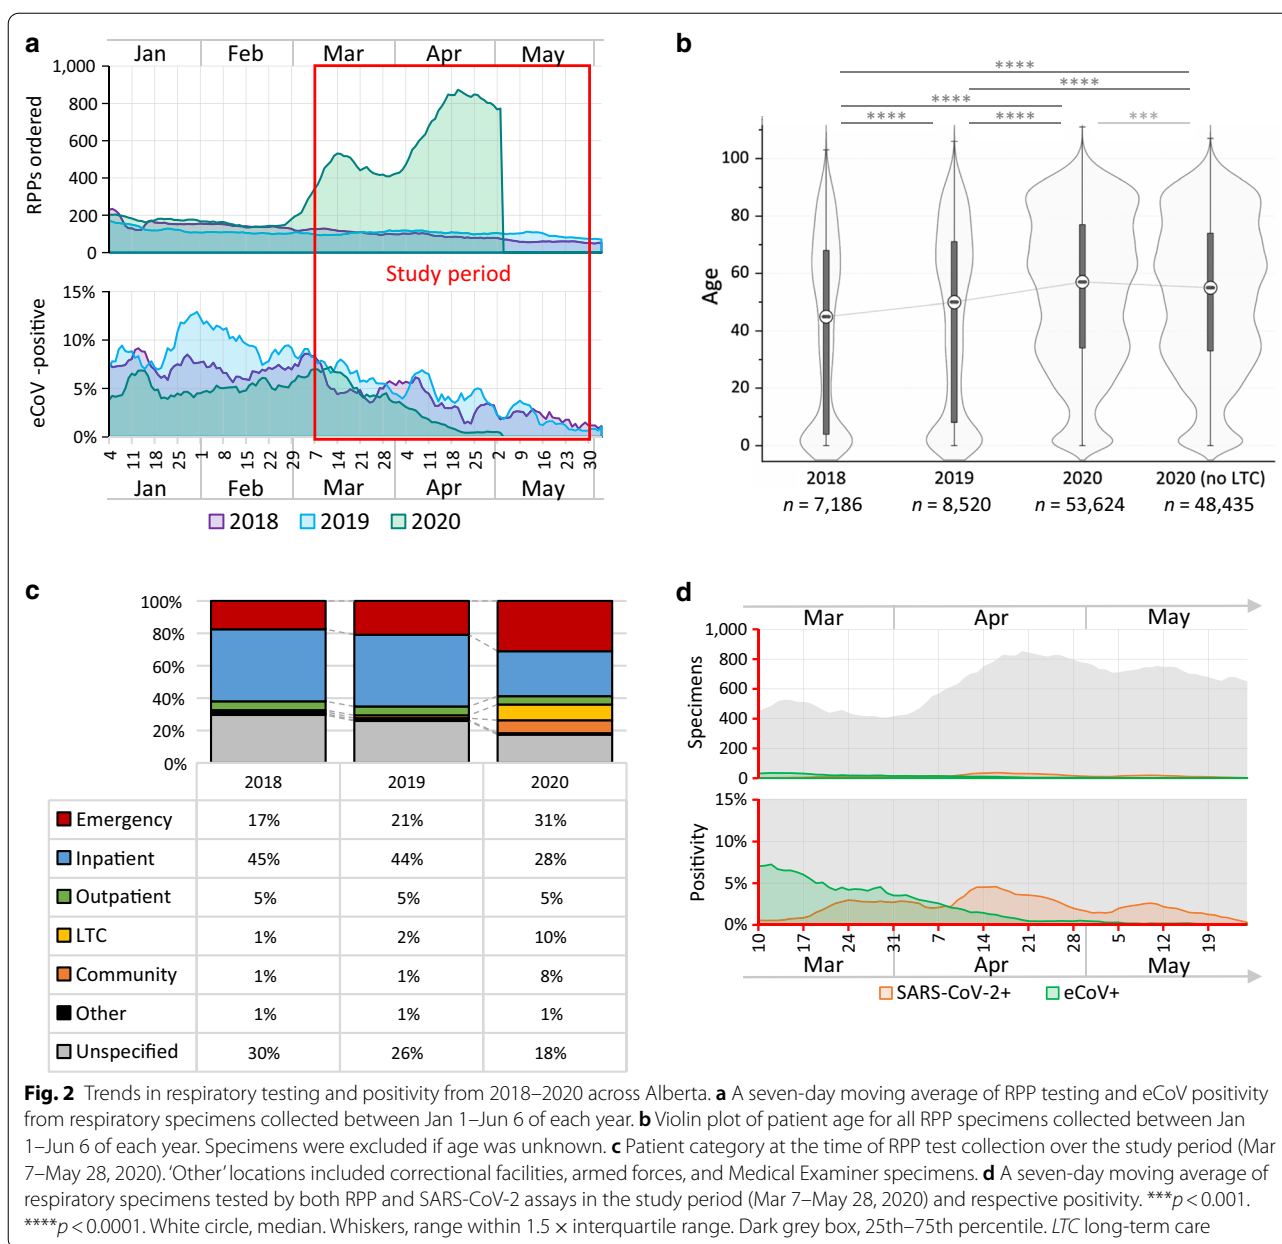 a
Jan Feb Mar Apr May
1,000
800
600
400
200
0
RPPs ordered
Study period
15%
10%
5%
0%
eCoV -positive
4 11 18 25 1 8 15 22 29 7 14 21 28 4 11 18 25 2 9 16 23 30
Jan Feb Mar Apr May
2018 2019 2020
b
****
****
****
**** **** ***
100
80
60
40
20
0
Age
2018 2019 2020 2020 (no LTC)
n = 7,186 n = 8,520 n = 53,624 n = 48,435
c
100%
80%
60%
40%
20%
0%
2018 2019 2020
Emergency 17% 21% 31%
Inpatient 45% 44% 28%
Outpatient 5% 5% 5%
LTC 1% 2% 10%
Community 1% 1% 8%
Other 1% 1% 1%
Unspecified 30% 26% 18%
d
Mar Apr May
1,000
800
600
400
200
0
Specimens
15%
10%
5%
0%
Positivity
10 17 24 31 7 14 21 28 5 12 19
Mar Apr May
SARS-CoV-2+ eCoV+
Fig. 2 Trends in respiratory testing and positivity from 2018–2020 across Alberta. a A seven-day moving average of RPP testing and eCoV positivity
from respiratory specimens collected between Jan 1–Jun 6 of each year. b Violin plot of patient age for all RPP specimens collected between Jan
1–Jun 6 of each year. Specimens were excluded if age was unknown. c Patient category at the time of RPP test collection over the study period (Mar
7–May 28, 2020). ‘Other’ locations included correctional facilities, armed forces, and Medical Examiner specimens. d A seven-day moving average of
respiratory specimens tested by both RPP and SARS-CoV-2 assays in the study period (Mar 7–May 28, 2020) and respective positivity. ***p < 0.001.
****p < 0.0001. White circle, median. Whiskers, range within 1.5 × interquartile range. Dark grey box, 25th–75th percentile. LTC long-term care